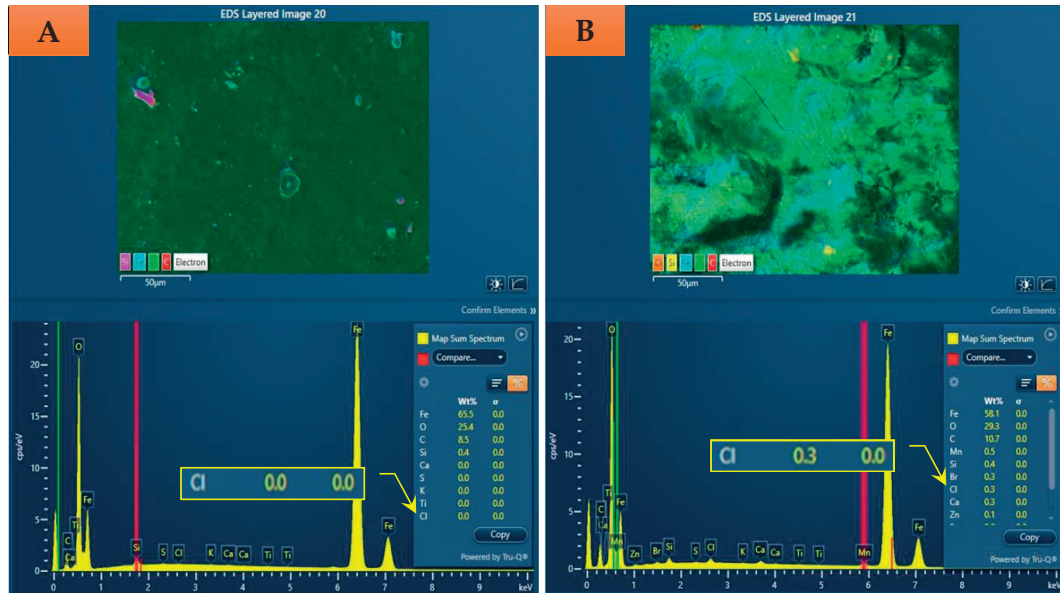 A
EDS Layered Image 20
Electron
50µm
Confirm Elements »
cps/eV
20
15
10
5
0
O
Fe
C
Ca
Ti
Fe
Si
S
Cl
K
Ca
Ca
Ti
Ti
Fe
Fe
0
1
2
3
4
5
6
7
8
9
keV
Map Sum Spectrum
Compare...
%
Wt% σ
Fe 65.5 0.0
O 25.4 0.0
C 8.5 0.0
Si 0.4 0.0
Ca 0.0 0.0
S 0.0 0.0
K 0.0 0.0
Ti 0.0 0.0
Cl 0.0 0.0
Cl 0.0 0.0
Copy
Powered by Tru-Q®
B
EDS Layered Image 21
Electron
50µm
Confirm Elements »
cps/eV
20
15
10
5
0
O
Ti
C
Ca
Fe
Mn
Zn
Br
Si
S
Cl
K
Ca
Ca
Ti
Ti
Mn
Fe
Fe
0
1
2
3
4
5
6
7
8
9
keV
Map Sum Spectrum
Compare...
%
Wt% σ
Fe 58.1 0.0
O 29.3 0.0
C 10.7 0.0
Mn 0.5 0.0
Si 0.4 0.0
Br 0.3 0.0
Cl 0.3 0.0
Ca 0.3 0.0
Zn 0.1 0.0
Cl 0.3 0.0
Copy
Powered by Tru-Q®